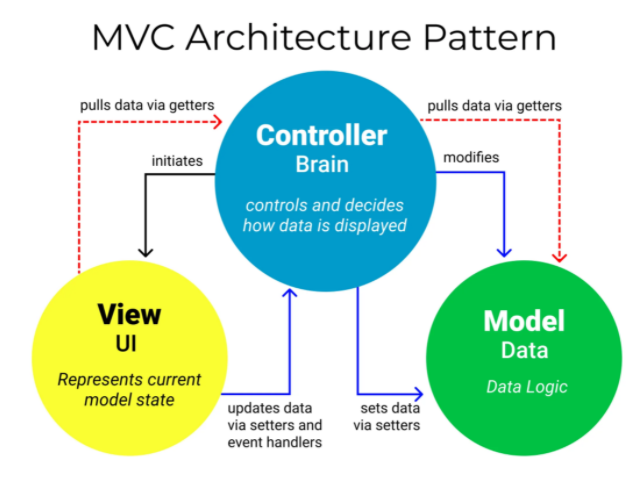 MVC Architecture Pattern
pulls data via getters
pulls data via getters
Controller
Brain
initiates
modifies
controls and decides
how data is displayed
View
UI
Represents current
model state
Model
Data
Data Logic
updates data
via setters and
event handlers
sets data
via setters